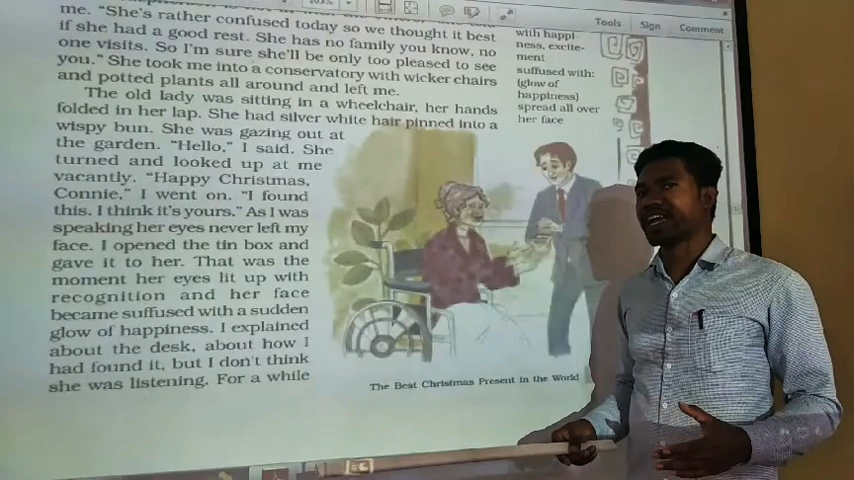 Tools Sign Comment
me. "She's rather confused today so we thought it best
if she had a good rest. She has no family you know, no
one visits. So I'm sure she'll be only too pleased to see
you." She took me into a conservatory with wicker chairs
and potted plants all around and left me.
The old lady was sitting in a wheelchair, her hands
folded in her lap. She had silver white hair pinned into a
wispy bun. She was gazing out at
the garden. "Hello," I said. She
turned and looked up at me
vacantly. "Happy Christmas,
Connie," I went on. "I found
this. I think it's yours." As I was
speaking her eyes never left my
face. I opened the tin box and
gave it to her. That was the
moment her eyes lit up with
recognition and her face
became suffused with a sudden
glow of happiness. I explained
about the desk, about how I
had found it, but I don't think
she was listening. For a while
with happi-
ness, excite-
ment
suffused with:
(glow of
happiness)
spread all over
her face
The Best Christmas Present in the World